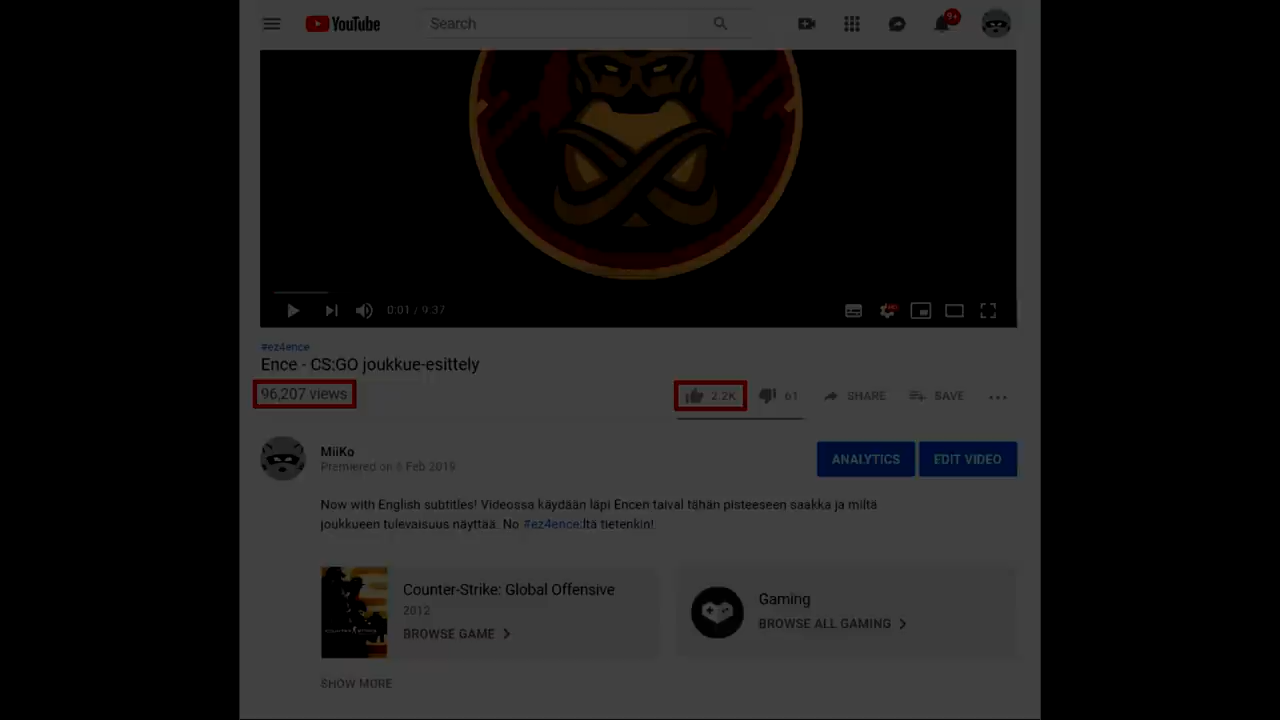 YouTube
Search
9+
0:01 / 9:37
#ez4ence
Ence - CS:GO joukkue-esittely
96,207 views
2.2K
61
SHARE
SAVE
MiiKo
Premiered on 6 Feb 2019
ANALYTICS
EDIT VIDEO
Now with English subtitles! Videossa käydään läpi Encen taival tähän pisteeseen saakka ja miltä
joukkueen tulevaisuus näyttää. No #ez4ence:ltä tietenkin!
Counter-Strike: Global Offensive
2012
BROWSE GAME
Gaming
BROWSE ALL GAMING
SHOW MORE